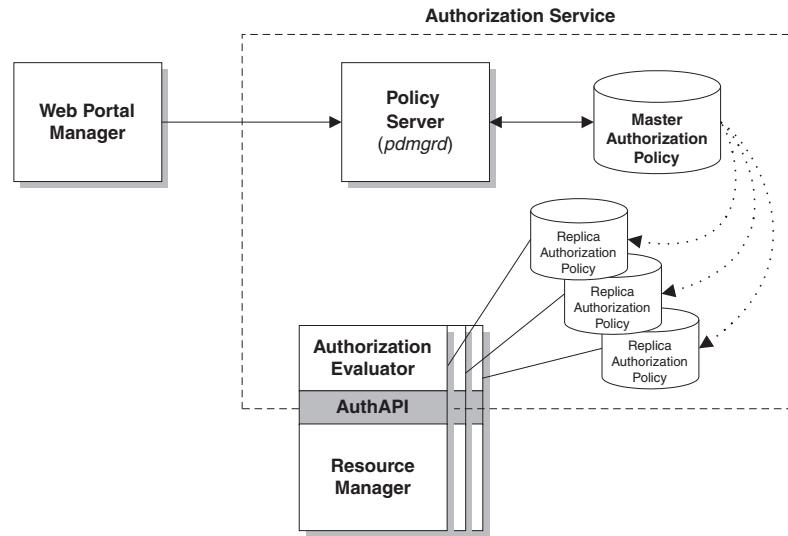 Authorization Service
Web Portal
Manager
Policy
Server
(pdmgrd)
Master
Authorization
Policy
Replica
Authorization
Policy
Replica
Authorization
Policy
Replica
Authorization
Policy
Authorization
Evaluator
AuthAPI
Resource
Manager